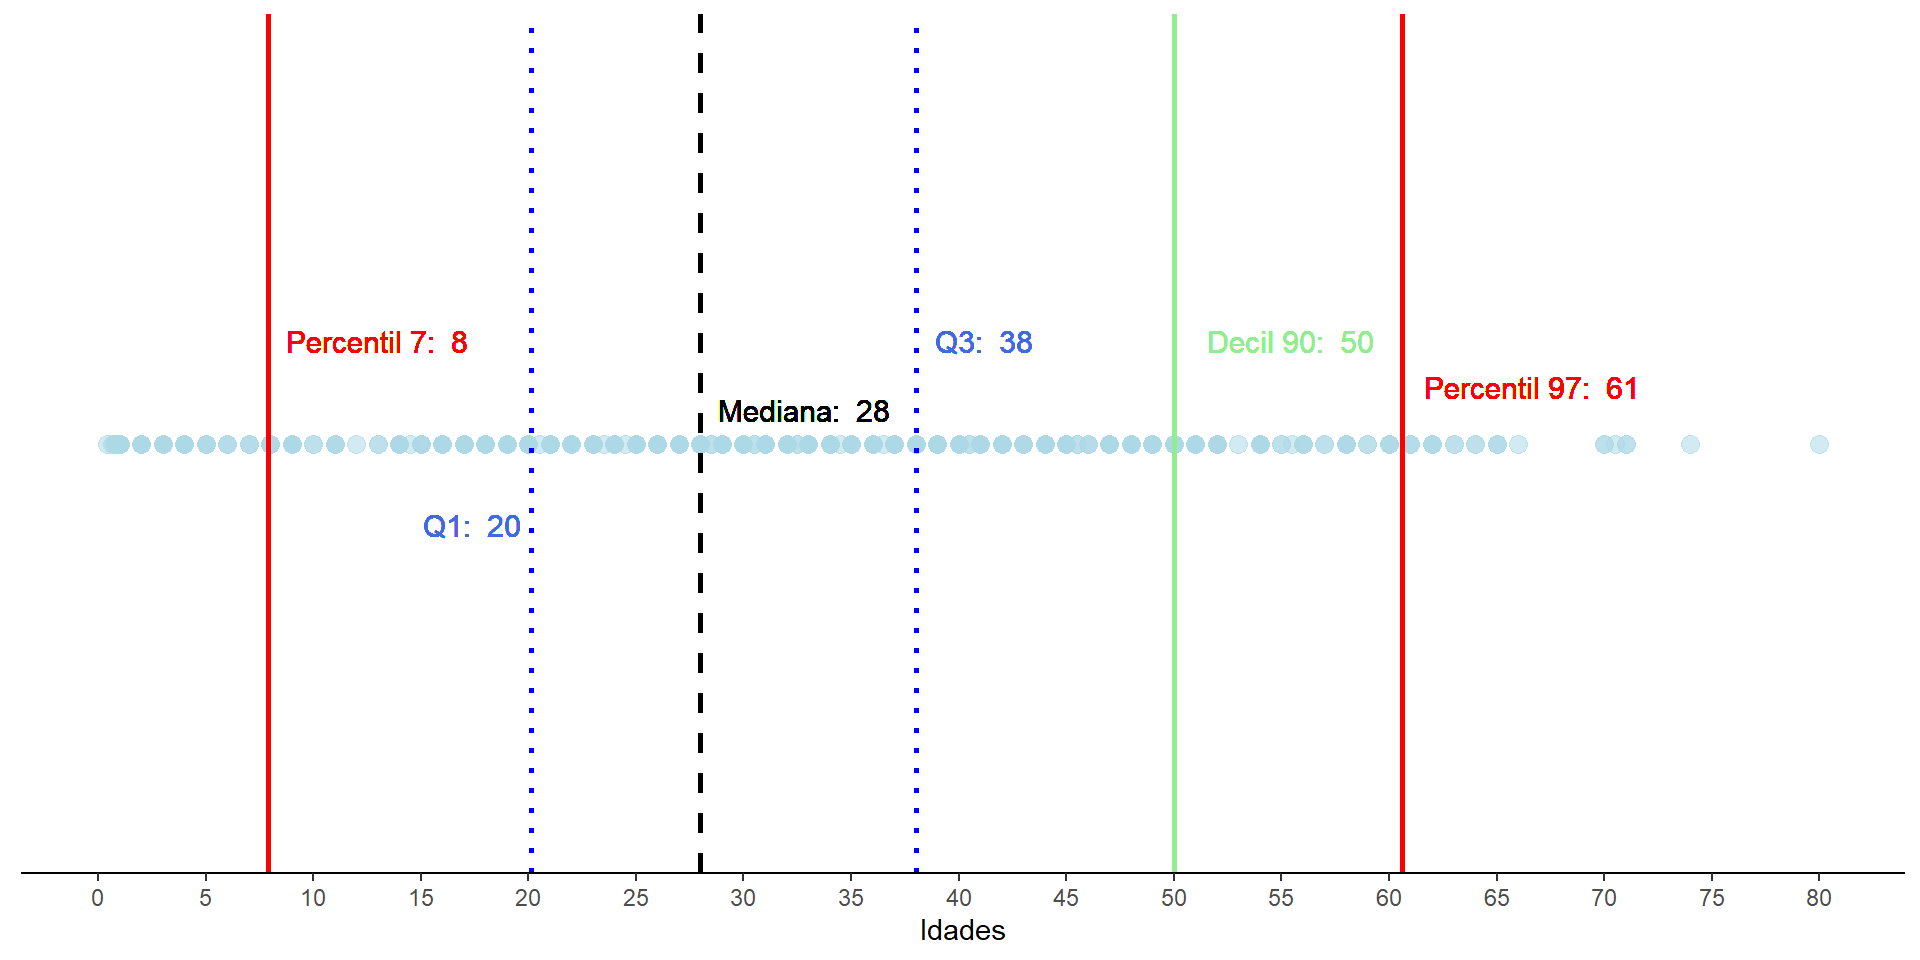 Percentil 7: 8
Q3: 38
Decil 90: 50
Percentil 97: 61
Mediana: 28
Q1: 20
0 5 10 15 20 25 30 35 40 45 50 55 60 65 70 75 80
Idades